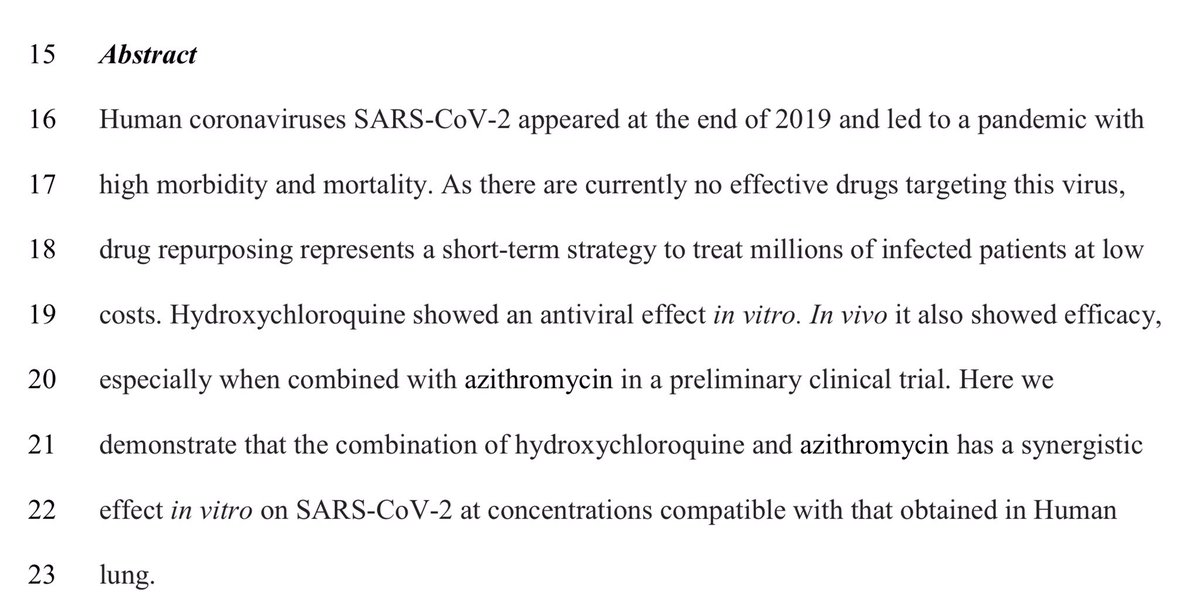 15 Abstract
16 Human coronaviruses SARS-CoV-2 appeared at the end of 2019 and led to a pandemic with
17 high morbidity and mortality. As there are currently no effective drugs targeting this virus,
18 drug repurposing represents a short-term strategy to treat millions of infected patients at low
19 costs. Hydroxychloroquine showed an antiviral effect in vitro. In vivo it also showed efficacy,
20 especially when combined with azithromycin in a preliminary clinical trial. Here we
21 demonstrate that the combination of hydroxychloroquine and azithromycin has a synergistic
22 effect in vitro on SARS-CoV-2 at concentrations compatible with that obtained in Human
23 lung.